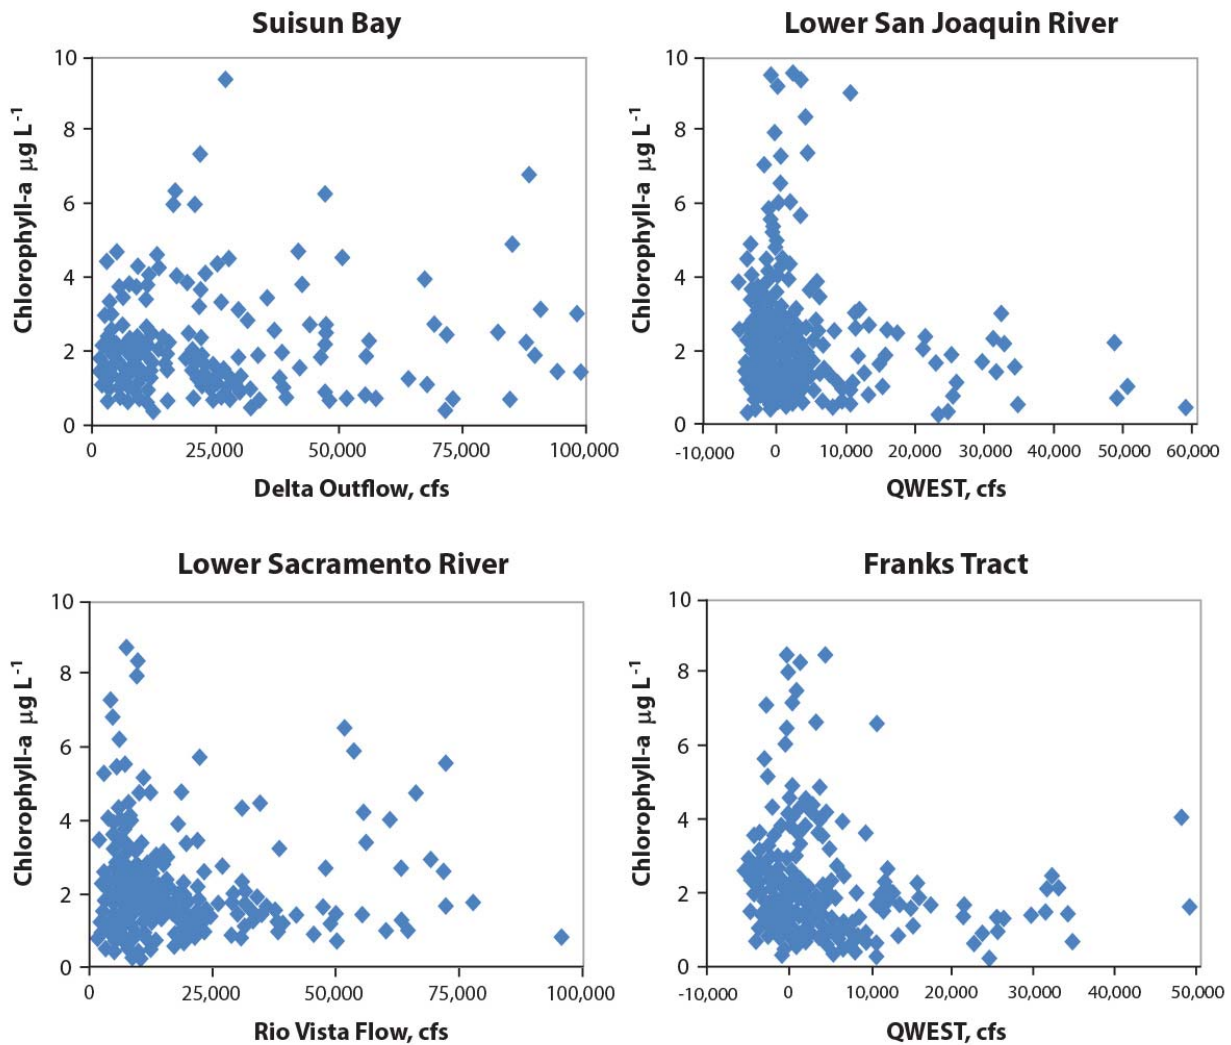 Suisun Bay
10
8
6
4
2
0
Chlorophyll-a µg L-1
0 25,000 50,000 75,000 100,000
Delta Outflow, cfs
Lower San Joaquin River
10
8
6
4
2
0
Chlorophyll-a µg L-1
-10,000 0 10,000 20,000 30,000 40,000 50,000 60,000
QWEST, cfs
Lower Sacramento River
10
8
6
4
2
0
Chlorophyll-a µg L-1
0 25,000 50,000 75,000 100,000
Rio Vista Flow, cfs
Franks Tract
10
8
6
4
2
0
Chlorophyll-a µg L-1
-10,000 0 10,000 20,000 30,000 40,000 50,000
QWEST, cfs